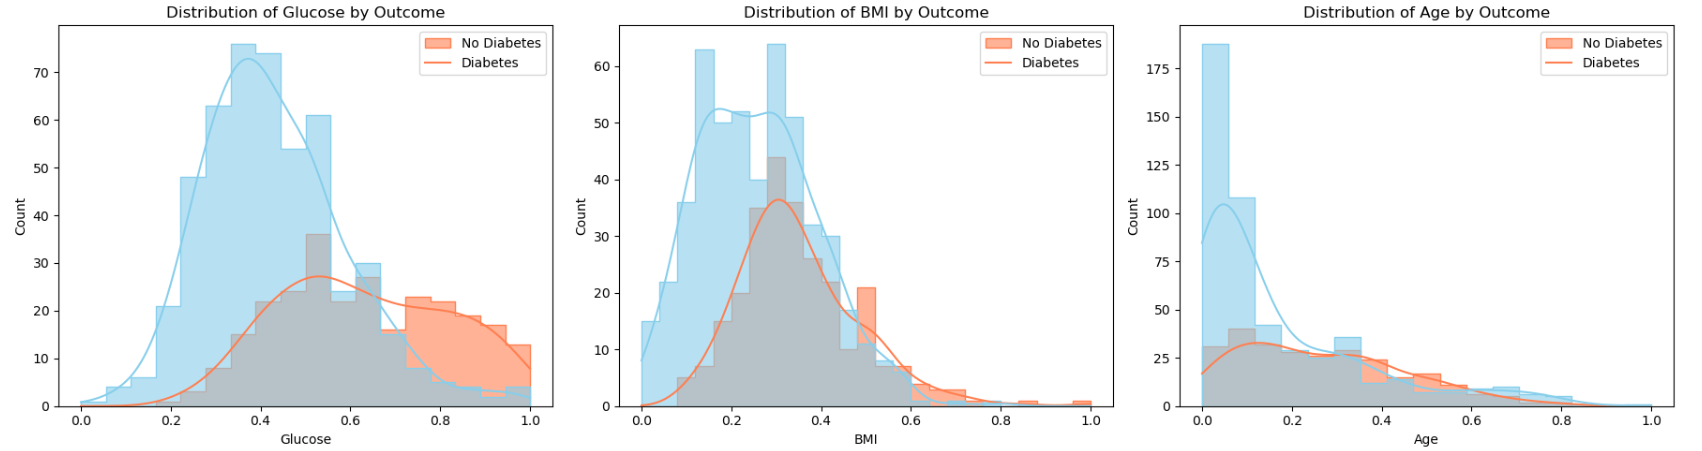 Distribution of Glucose by Outcome
No Diabetes
Diabetes
Count
70
60
50
40
30
20
10
0
0.0 0.2 0.4 0.6 0.8 1.0
Glucose
Distribution of BMI by Outcome
No Diabetes
Diabetes
Count
60
50
40
30
20
10
0
0.0 0.2 0.4 0.6 0.8 1.0
BMI
Distribution of Age by Outcome
No Diabetes
Diabetes
Count
175
150
125
100
75
50
25
0
0.0 0.2 0.4 0.6 0.8 1.0
Age